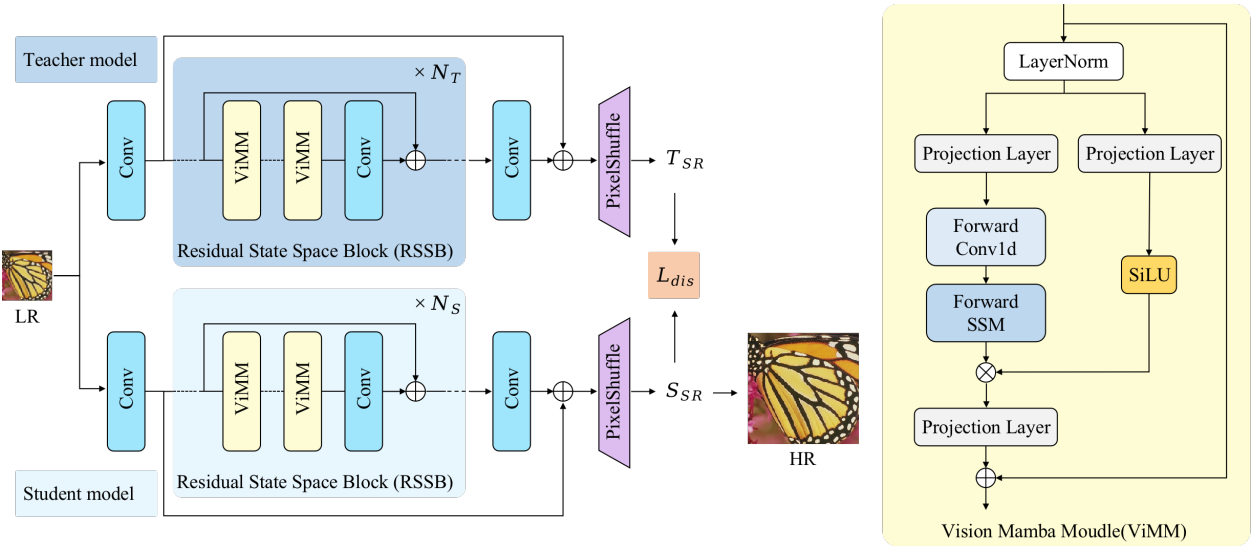 Teacher model
× N_T
Conv
ViMM
ViMM
Conv
Conv
PixelShuffle
T_SR
Residual State Space Block (RSSB)
LR
L_dis
× N_S
Conv
ViMM
ViMM
Conv
Conv
PixelShuffle
S_SR
HR
Residual State Space Block (RSSB)
Student model
LayerNorm
Projection Layer
Projection Layer
Forward
Conv1d
SiLU
Forward
SSM
Projection Layer
Vision Mamba Moudle(ViMM)